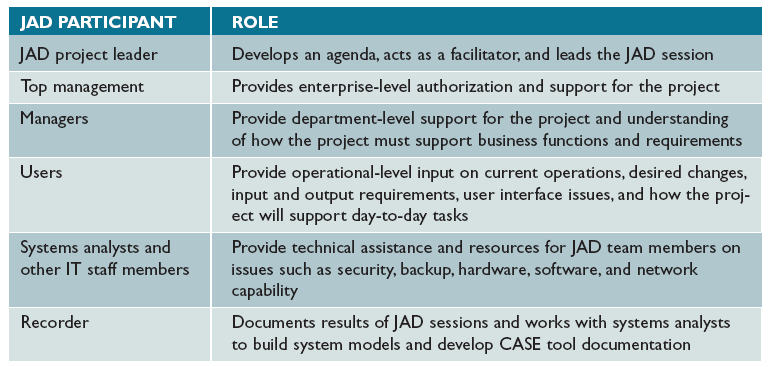 JAD PARTICIPANT ROLE
JAD project leader Develops an agenda, acts as a facilitator, and leads the JAD session
Top management Provides enterprise-level authorization and support for the project
Managers Provide department-level support for the project and understanding
of how the project must support business functions and requirements
Users Provide operational-level input on current operations, desired changes,
input and output requirements, user interface issues, and how the proj-
ect will support day-to-day tasks
Systems analysts and Provide technical assistance and resources for JAD team members on
other IT staff members issues such as security, backup, hardware, software, and network
capability
Recorder Documents results of JAD sessions and works with systems analysts
to build system models and develop CASE tool documentation